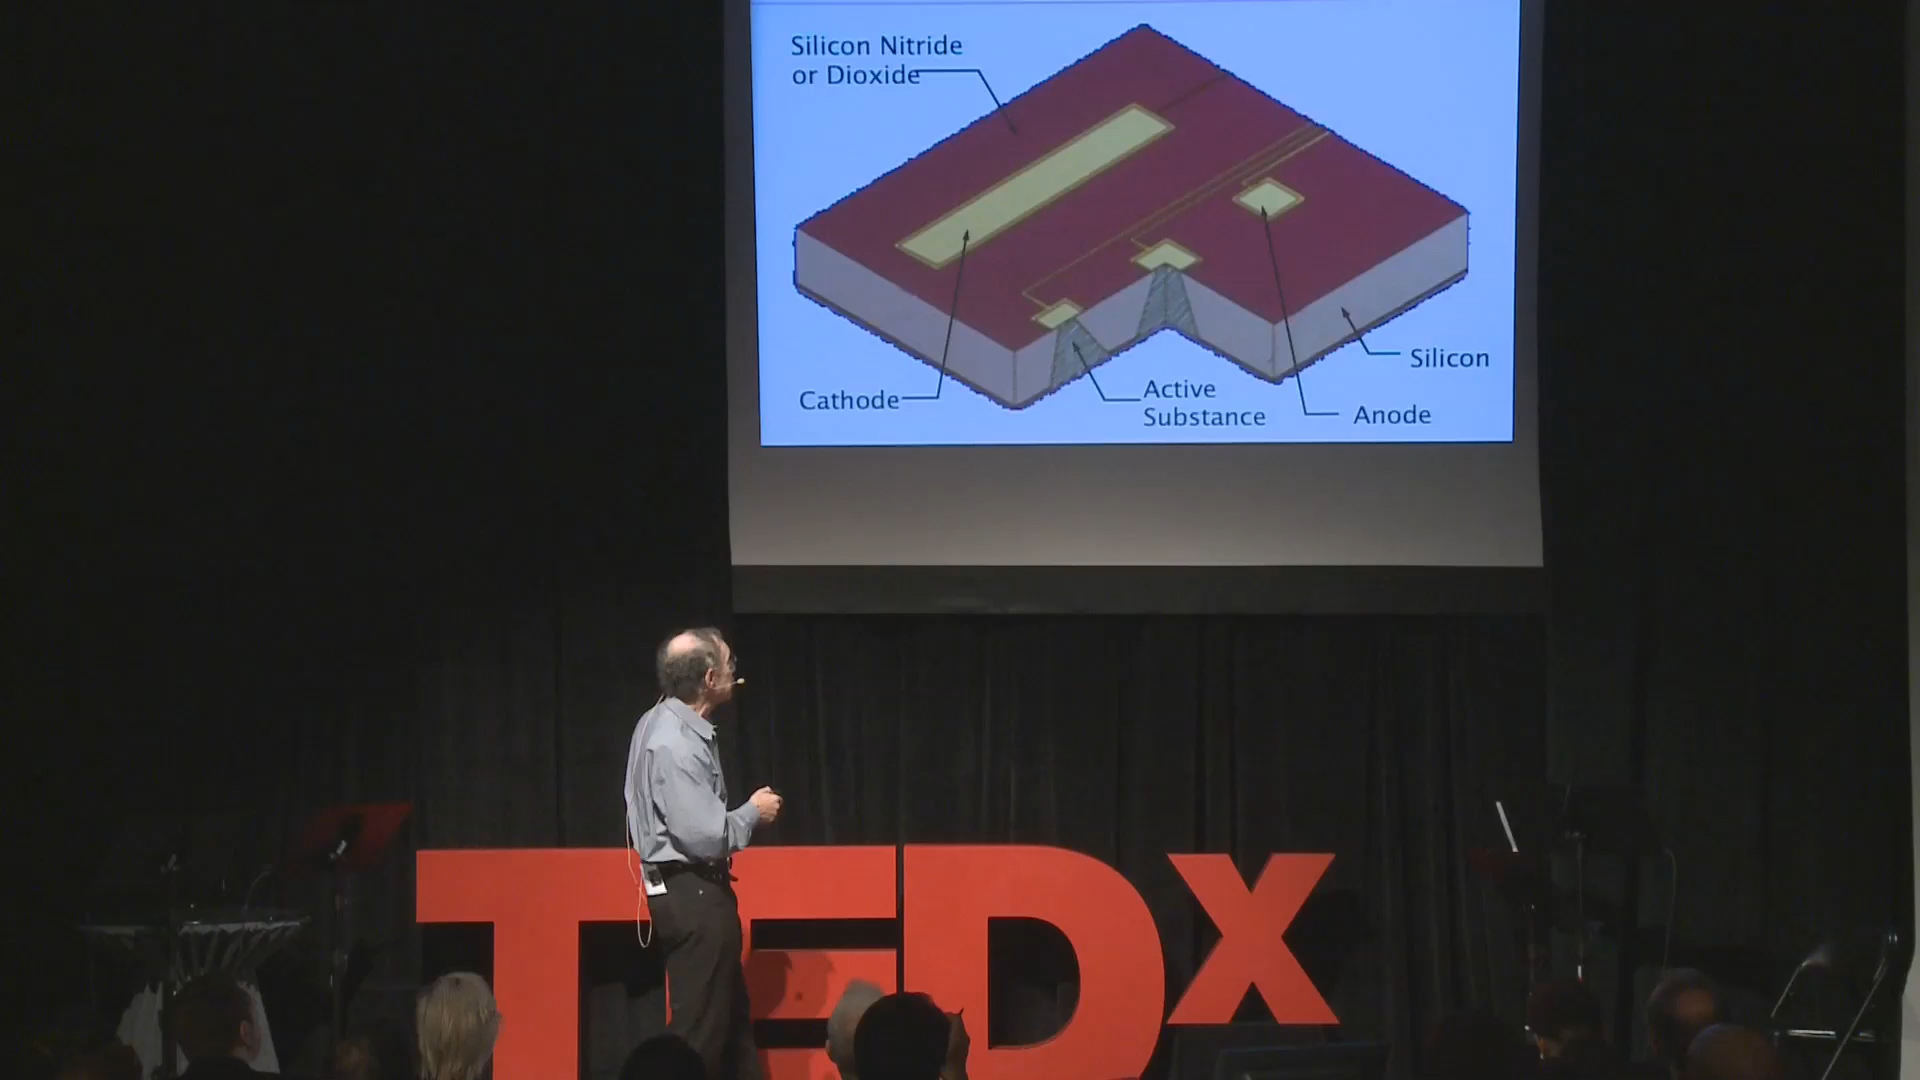 Silicon Nitride
or Dioxide
Silicon
Cathode
Active
Substance
Anode
TEDx